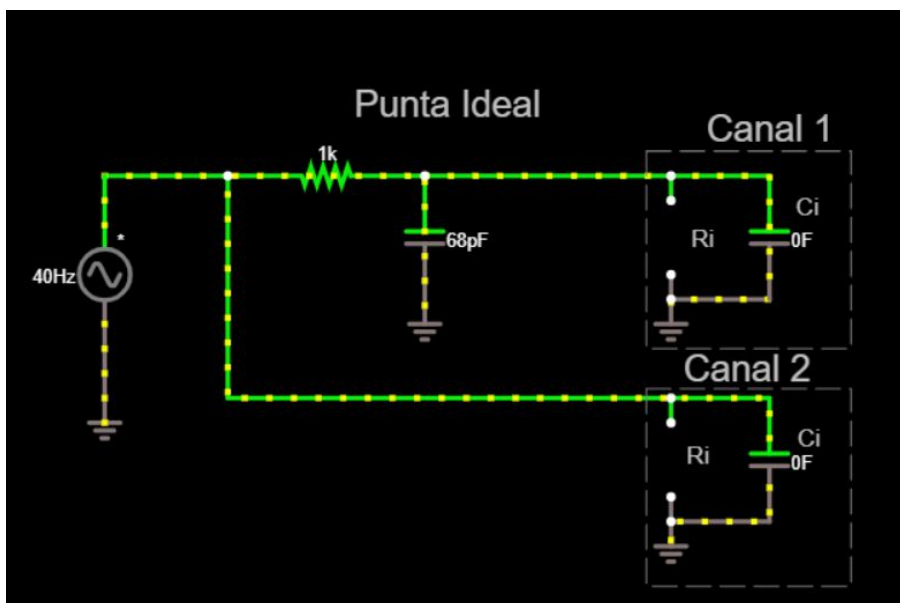 Punta Ideal
Canal 1
1k
Ci
*
68pF
Ri
0F
40Hz
Canal 2
Ci
Ri
0F